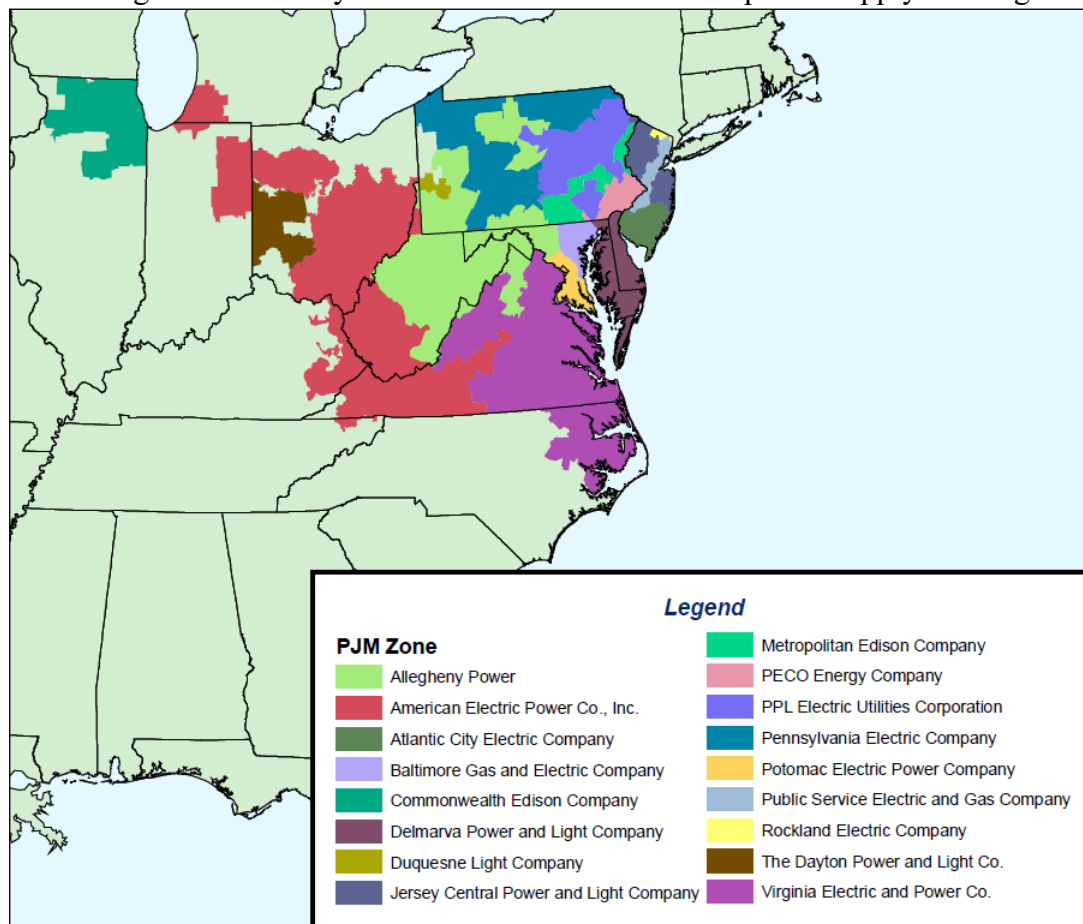 Legend
PJM Zone
Allegheny Power
American Electric Power Co., Inc.
Atlantic City Electric Company
Baltimore Gas and Electric Company
Commonwealth Edison Company
Delmarva Power and Light Company
Duquesne Light Company
Jersey Central Power and Light Company
Metropolitan Edison Company
PECO Energy Company
PPL Electric Utilities Corporation
Pennsylvania Electric Company
Potomac Electric Power Company
Public Service Electric and Gas Company
Rockland Electric Company
The Dayton Power and Light Co.
Virginia Electric and Power Co.